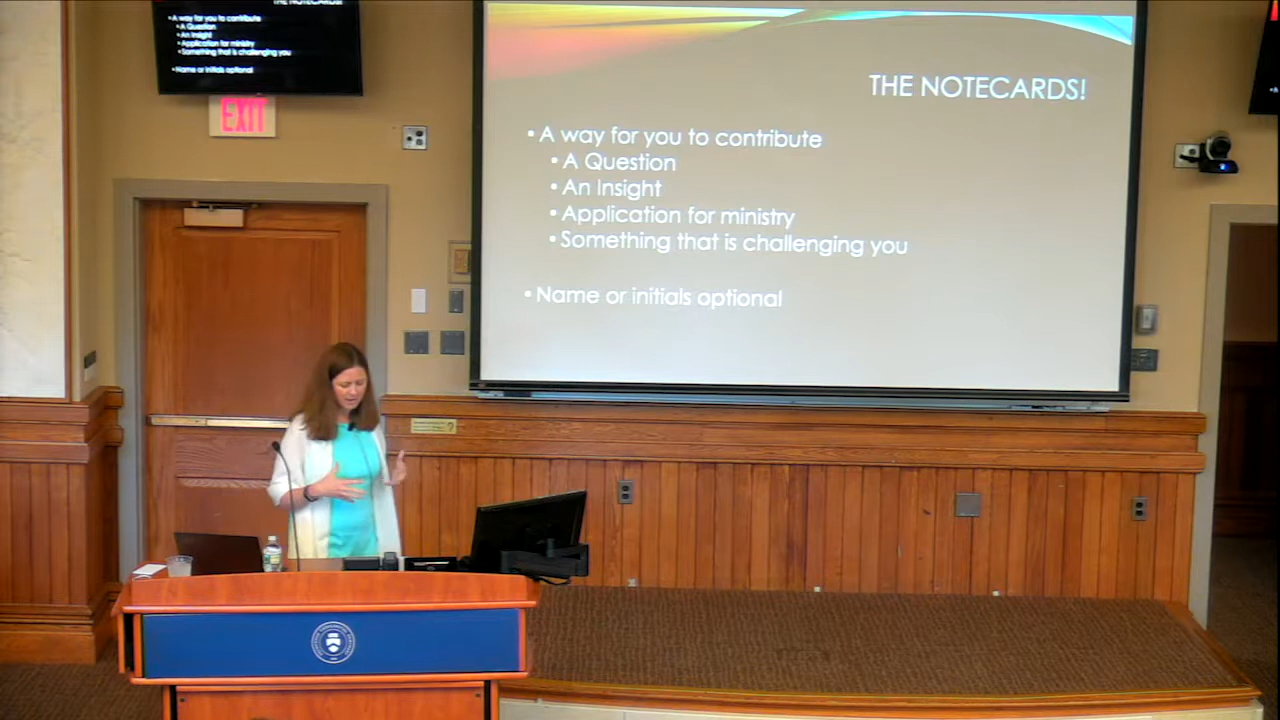 THE NOTECARDS!
A way for you to contribute
• A Question
• An Insight
• Application for ministry
• Something that is challenging you
• Name or initials optional
EXIT
THE NOTECARDS!
• A way for you to contribute
• A Question
• An Insight
• Application for ministry
• Something that is challenging you
• Name or initials optional